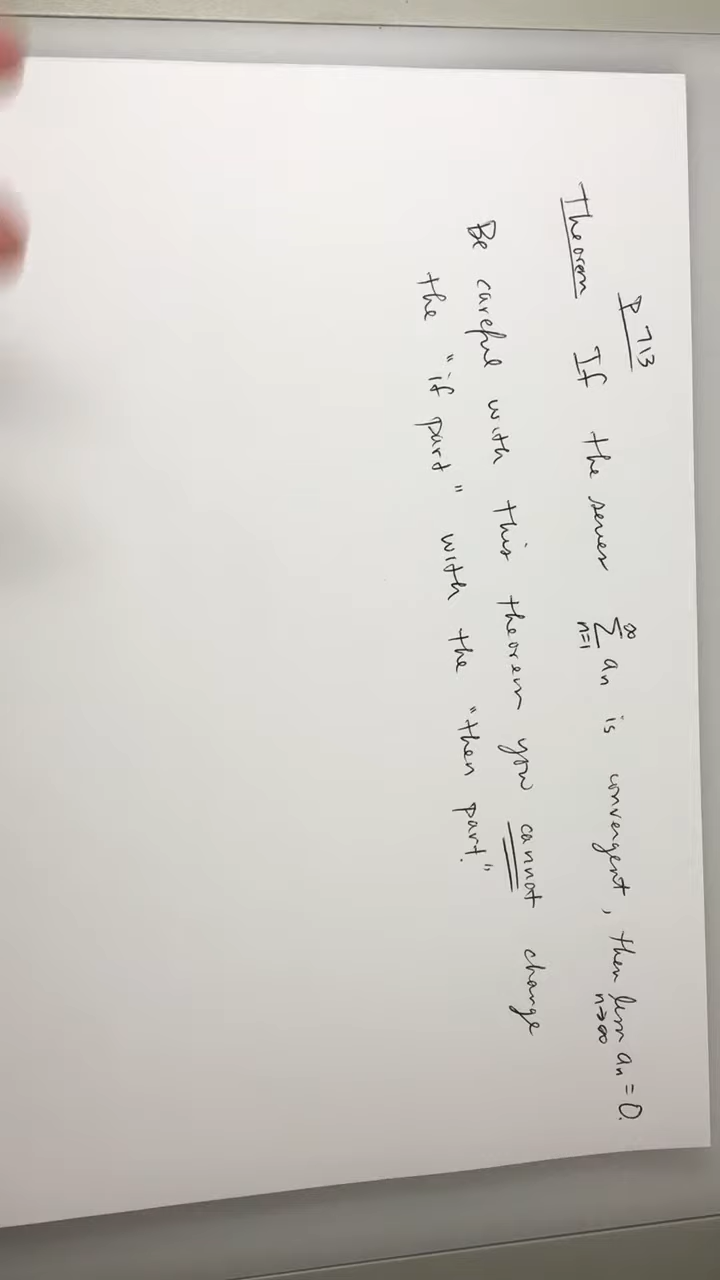 P 713
Theorem If the series ∑_{n=1}^{∞} a_n is convergent, then lim_{n→∞} a_n = 0.
Be careful with this theorem you cannot change
the "if part" with the "then part".